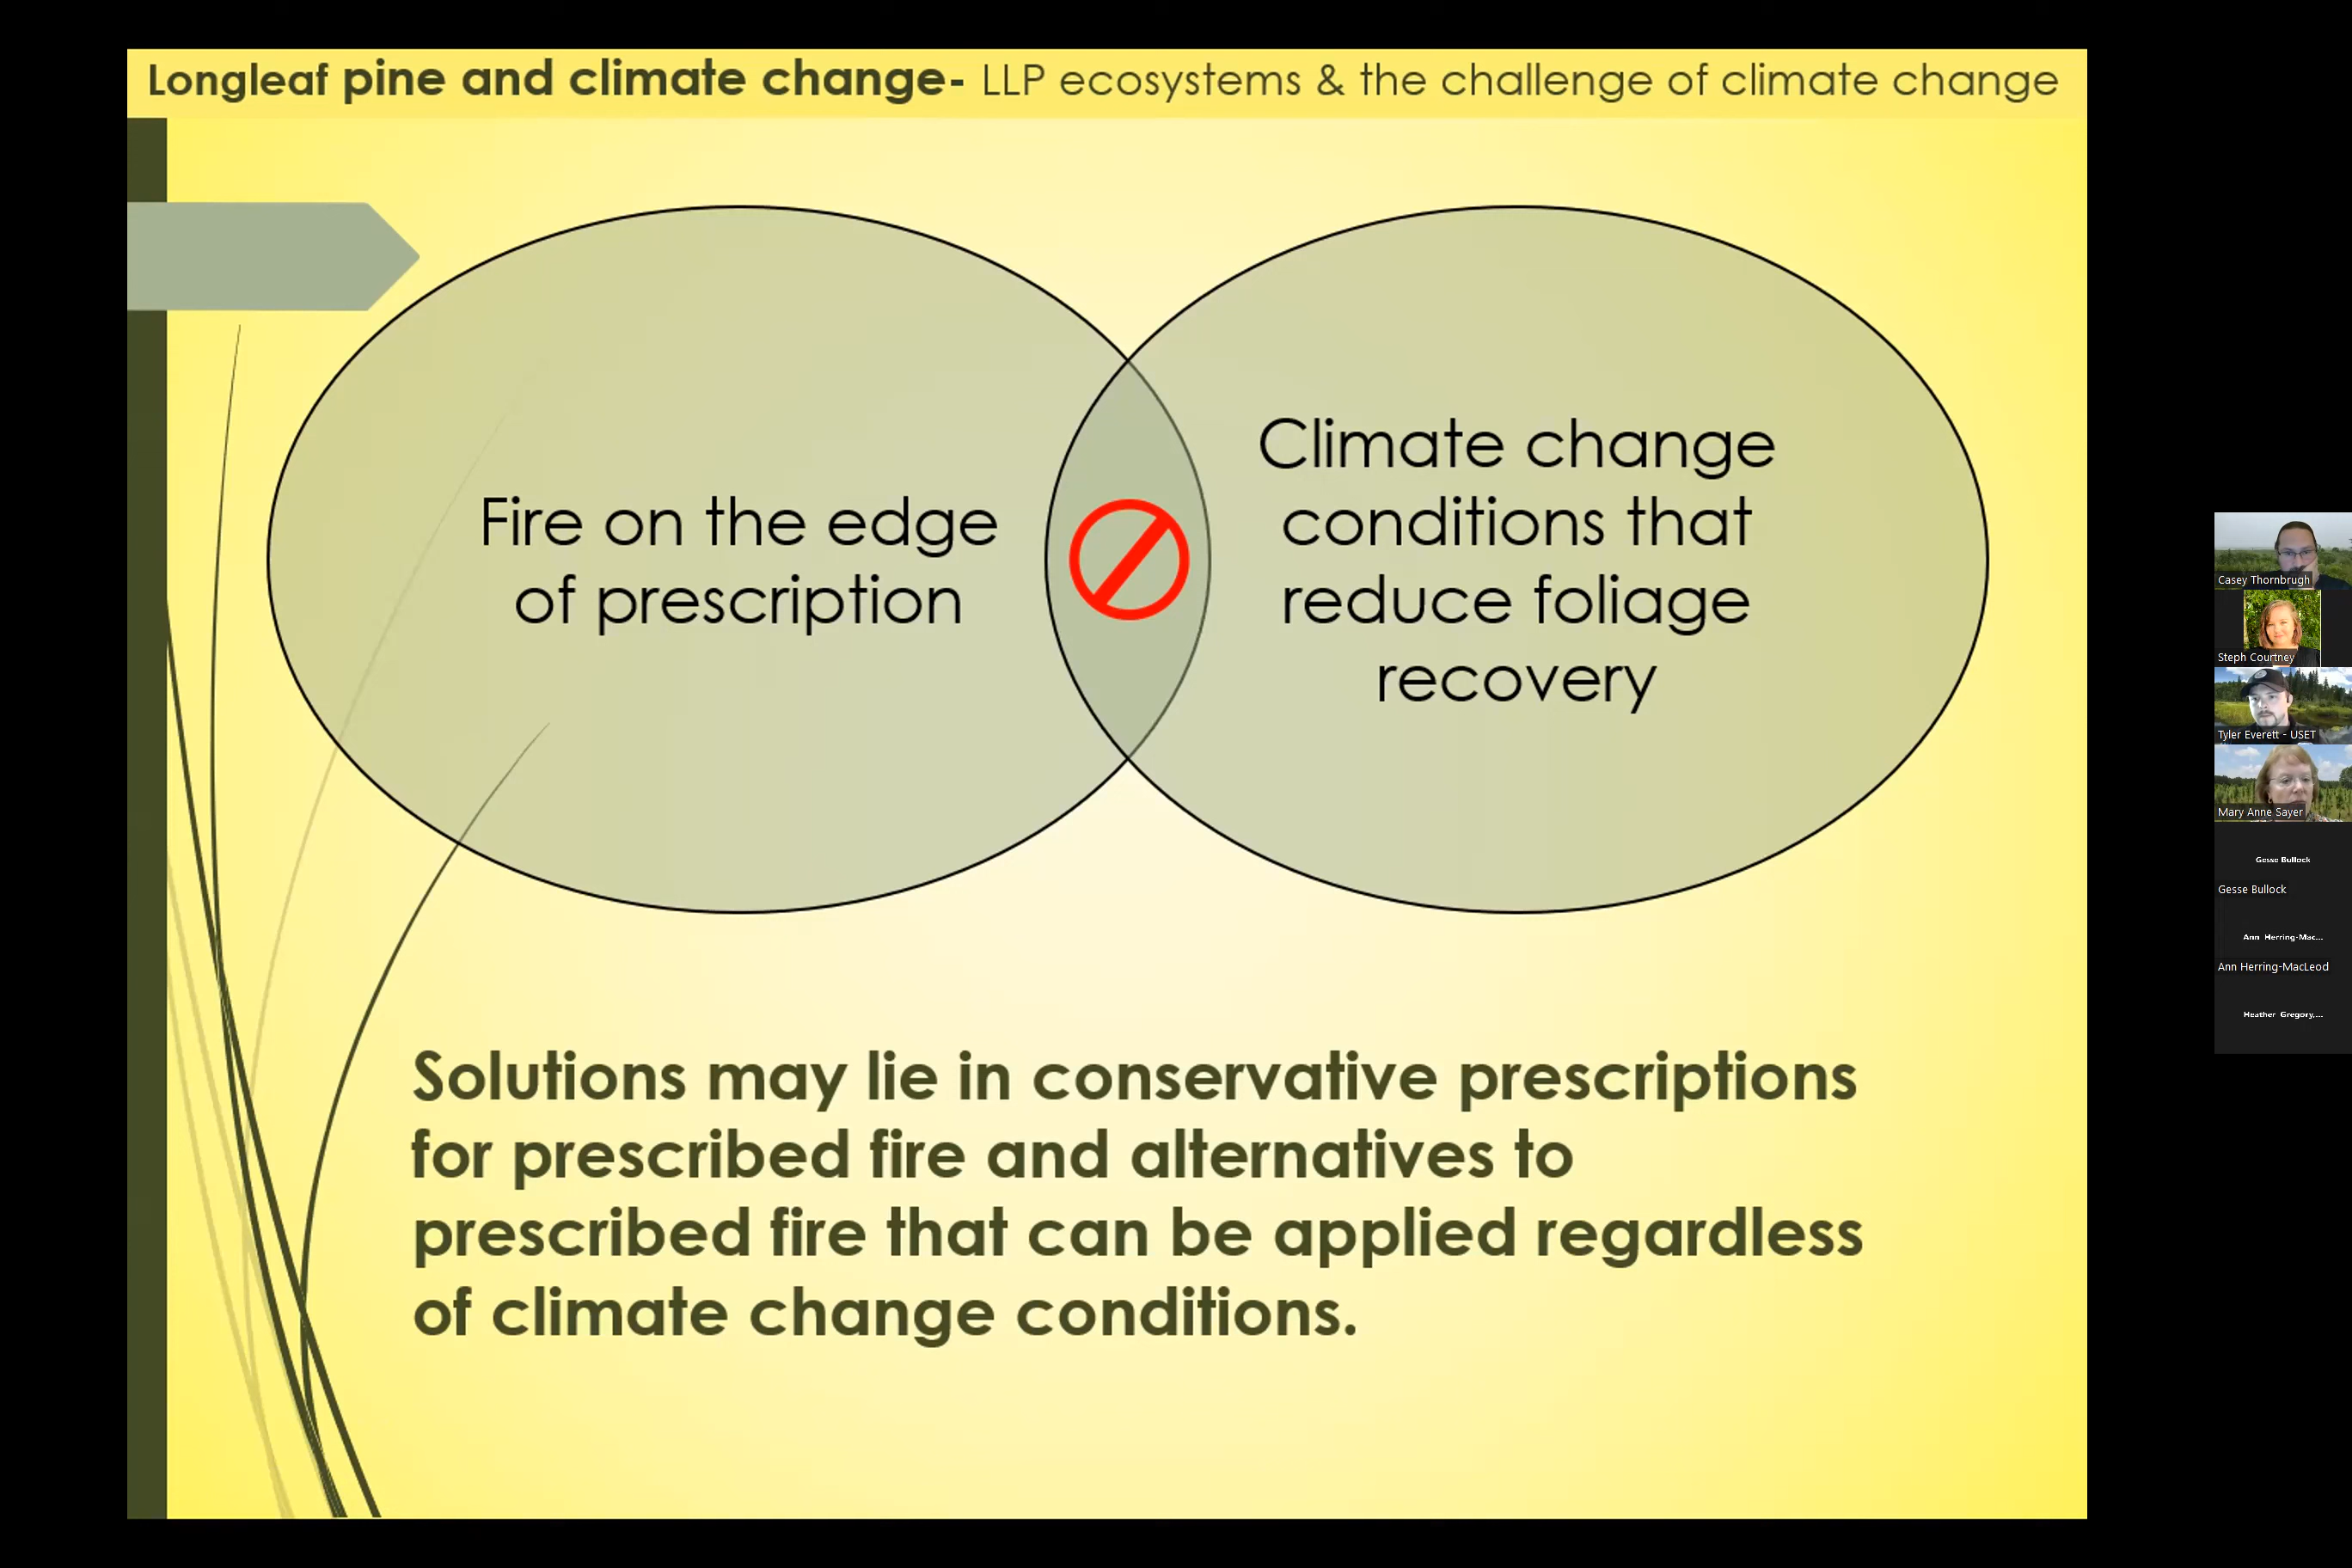 Longleaf pine and climate change- LLP ecosystems & the challenge of climate change
Fire on the edge
of prescription
Climate change
conditions that
reduce foliage
recovery
Solutions may lie in conservative prescriptions
for prescribed fire and alternatives to
prescribed fire that can be applied regardless
of climate change conditions.
Casey Thornbrugh
Steph Courtney
Tyler Everett - USET
Mary Anne Sayer
Gesse Bullock
Gesse Bullock
Ann Herring-Mac...
Ann Herring-MacLeod
Heather Gregory,...